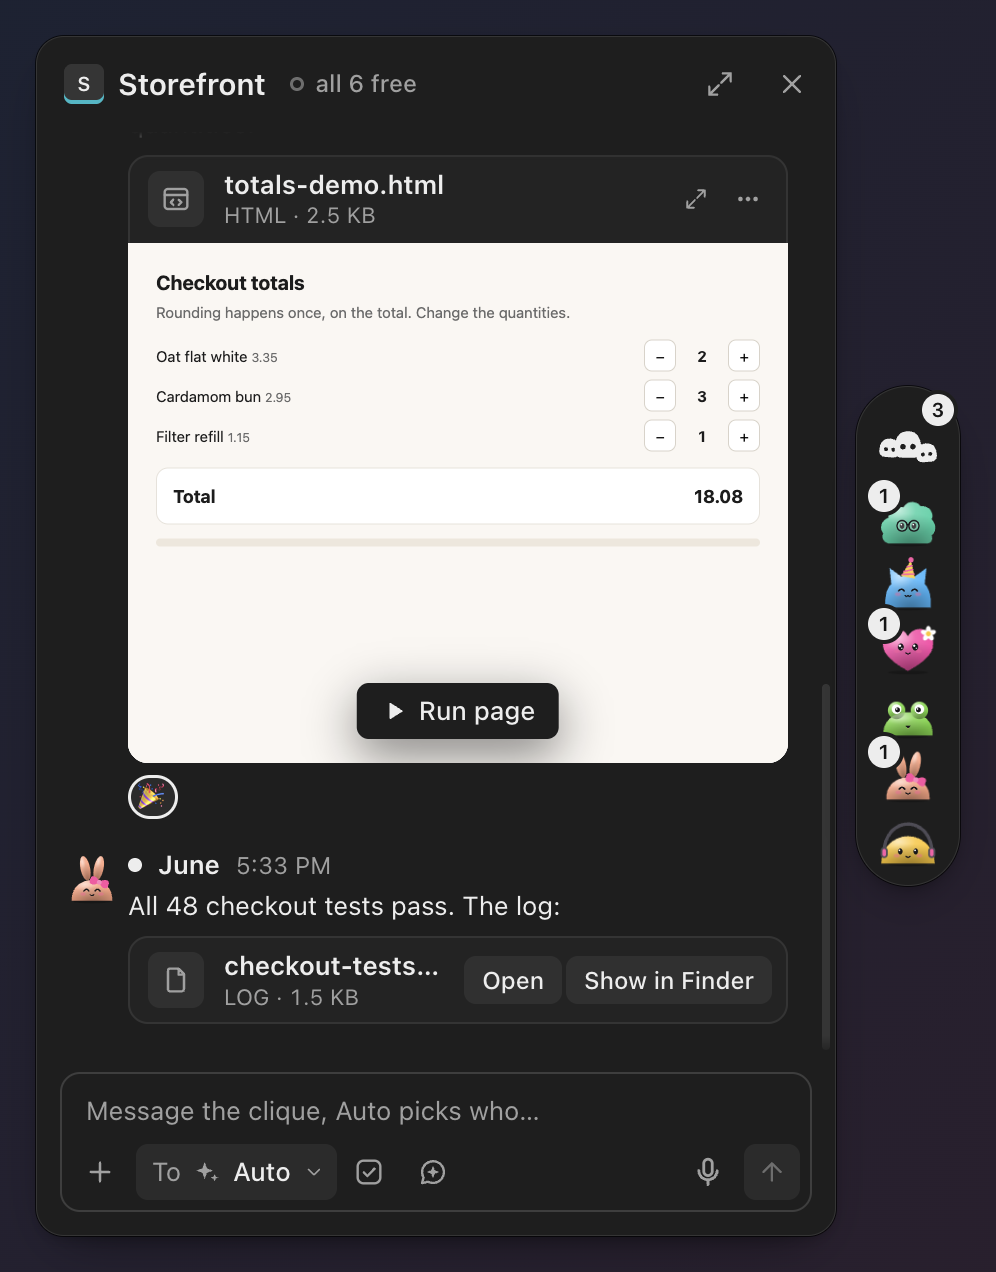 S Storefront all 6 free
totals-demo.html
HTML · 2.5 KB
Checkout totals
Rounding happens once, on the total. Change the quantities.
Oat flat white 3.35 − 2 +
Cardamom bun 2.95 − 3 +
Filter refill 1.15 − 1 +
Total 18.08
Run page
June 5:33 PM
All 48 checkout tests pass. The log:
checkout-tests...
LOG · 1.5 KB
Open Show in Finder
Message the clique, Auto picks who...
To Auto
3
1
1
1